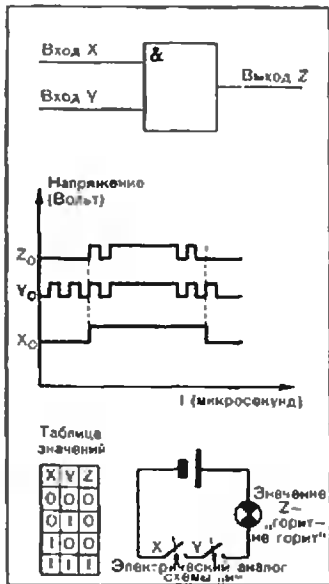 Вход X
&
Выход Z
Вход Y
Напряжение
(Вольт)
Z0
Y0
X0
t (микросекунд)
Таблица
значений
X Y Z
0 0 0
0 1 0
1 0 0
1 1 1
Значение
Z–
„горит–
не горит"
X Y
Электрический аналог
схемы „и"